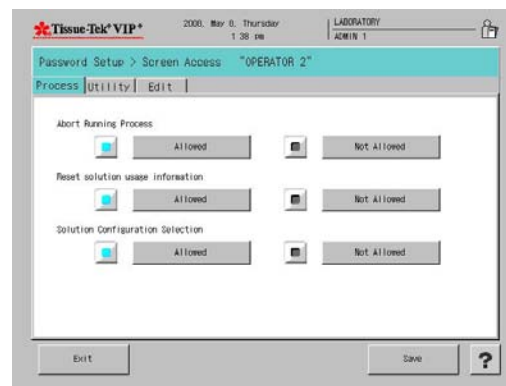 Tissue-Tek® VIP®
2008, May 8, Thursday
1 38 pm
LABORATORY
ADMIN 1
Password Setup > Screen Access "OPERATOR 2"
Process Utility Edit
Abort Running Process
Allowed Not Allowed
Reset solution usage information
Allowed Not Allowed
Solution Configuration Selection
Allowed Not Allowed
Exit Save ?